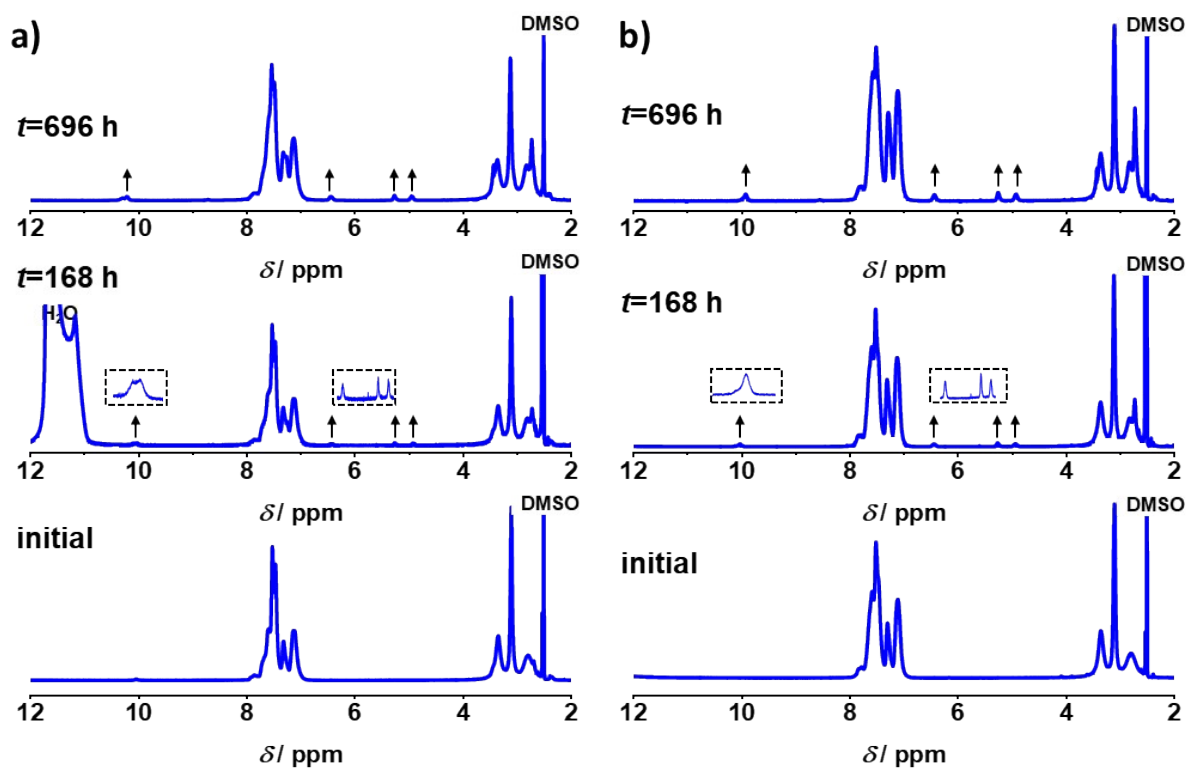 a)
DMSO
t=696 h
12 10 8 6 4 2
δ/ ppm
DMSO
t=168 h
H₂O
12 10 8 6 4 2
δ/ ppm
DMSO
initial
12 10 8 6 4 2
δ/ ppm
b)
DMSO
t=696 h
12 10 8 6 4 2
δ/ ppm
DMSO
t=168 h
12 10 8 6 4 2
δ/ ppm
DMSO
initial
12 10 8 6 4 2
δ/ ppm